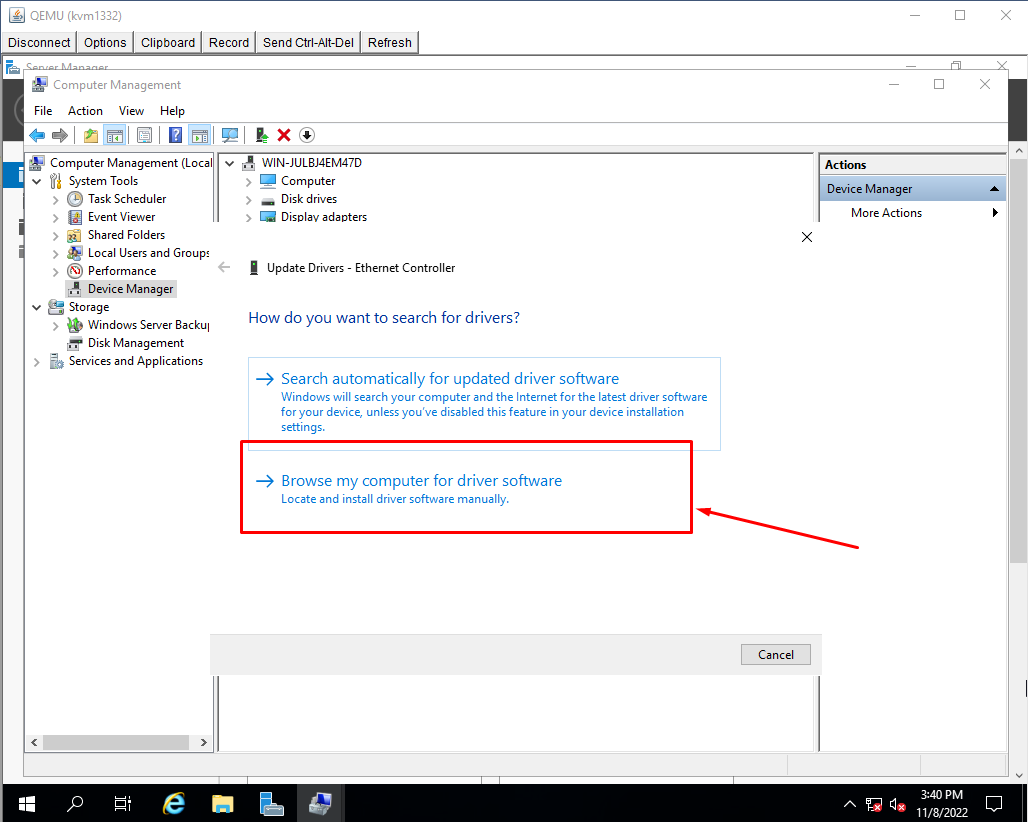 QEMU (kvm1332)
Disconnect Options Clipboard Record Send Ctrl-Alt-Del Refresh
Server Manager
Computer Management
File Action View Help
Computer Management (Local
System Tools
Task Scheduler
Event Viewer
Shared Folders
Local Users and Groups
Performance
Device Manager
Storage
Windows Server Backup
Disk Management
Services and Applications
WIN-JULBJ4EM47D
Computer
Disk drives
Display adapters
Actions
Device Manager
More Actions
Update Drivers - Ethernet Controller
How do you want to search for drivers?
Search automatically for updated driver software
Windows will search your computer and the Internet for the latest driver software
for your device, unless you've disabled this feature in your device installation
settings.
Browse my computer for driver software
Locate and install driver software manually.
Cancel
3:40 PM
11/8/2022